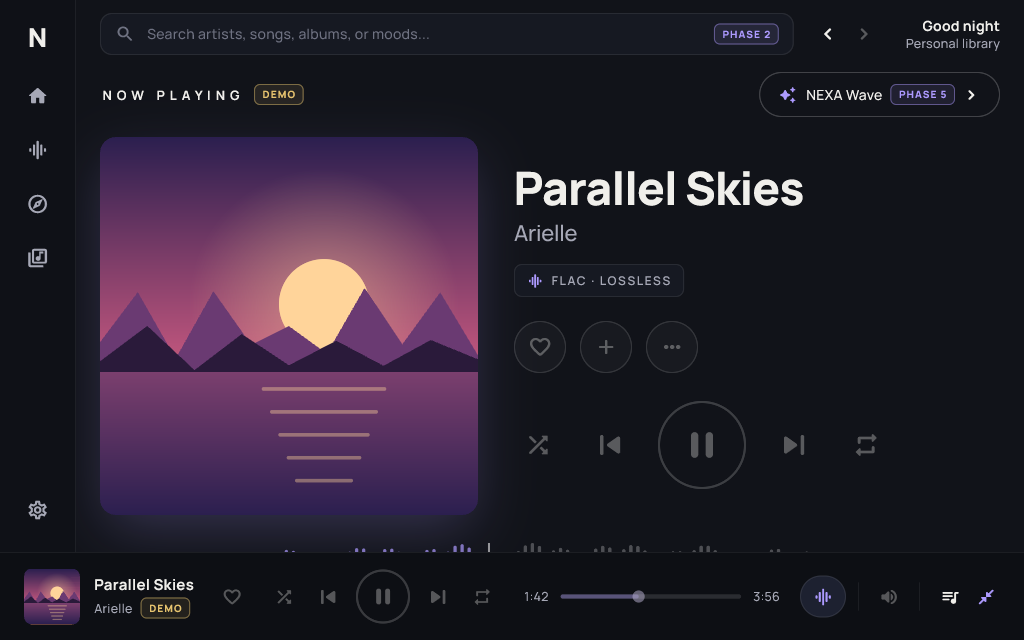 N
Search artists, songs, albums, or moods...
PHASE 2
Good night
Personal library
NOW PLAYING
DEMO
NEXA Wave
PHASE 5
Parallel Skies
Arielle
FLAC · LOSSLESS
Parallel Skies
Arielle
DEMO
1:42
3:56